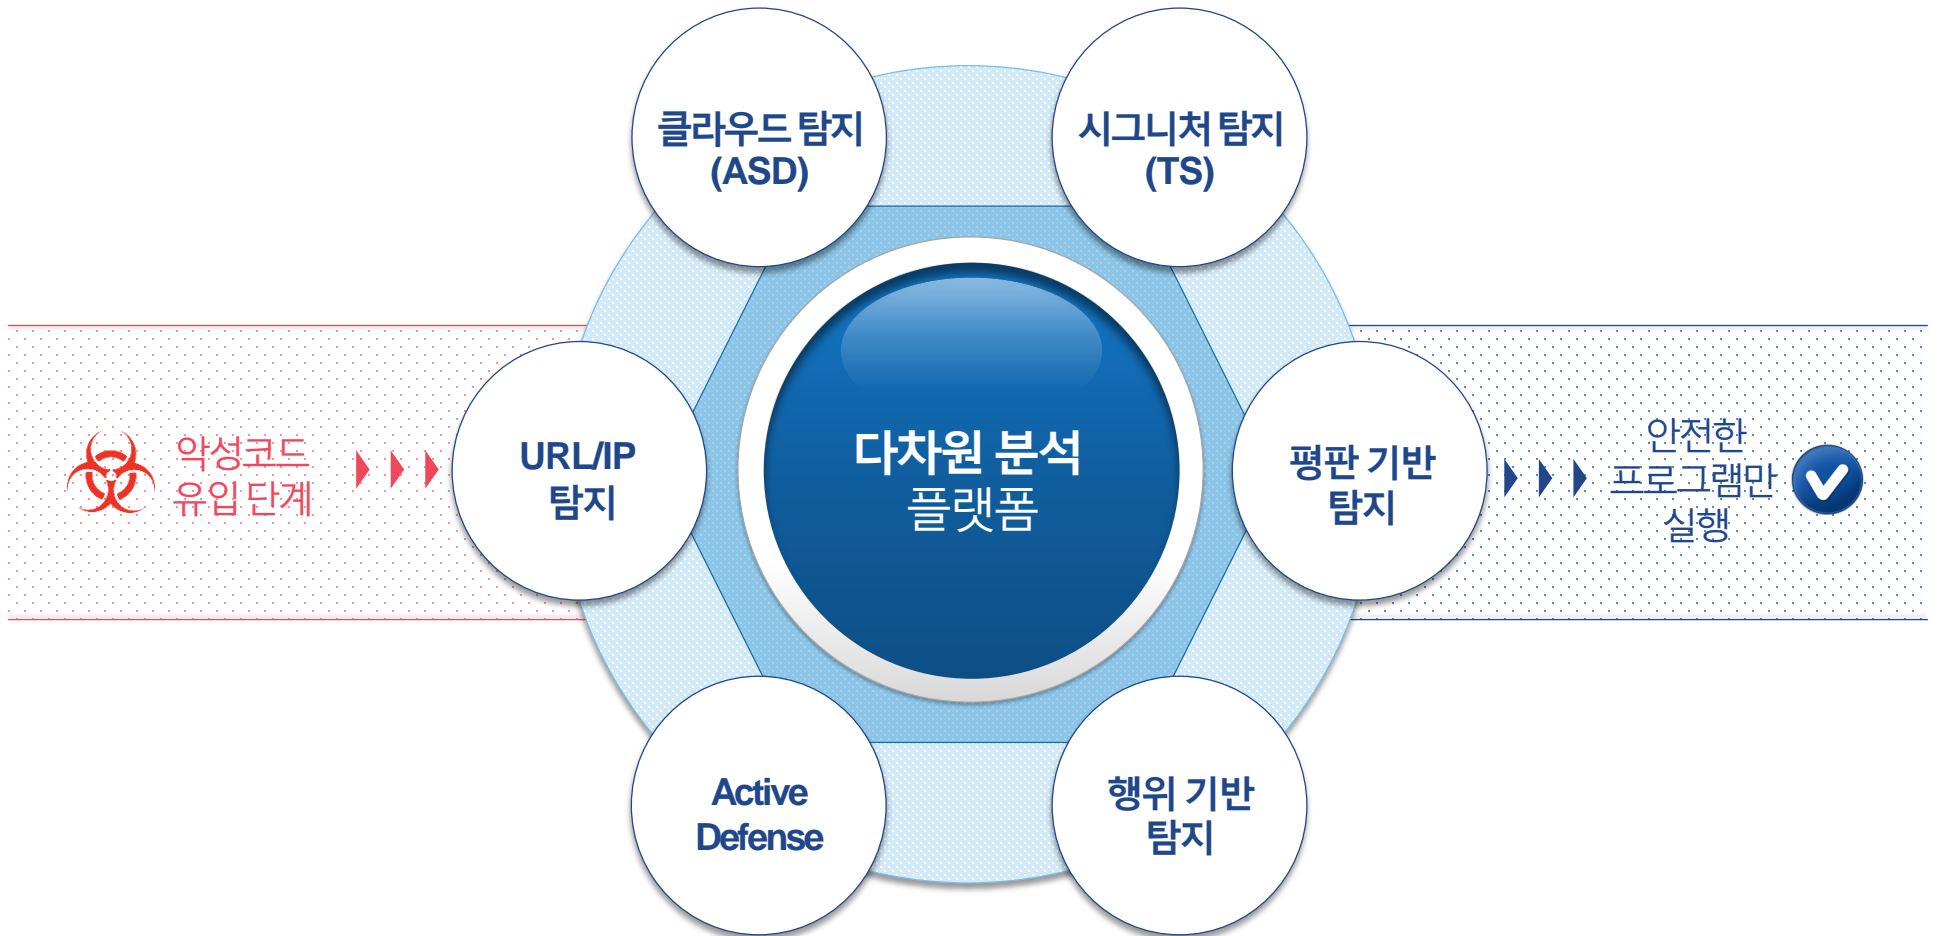 클라우드 탐지
(ASD)
시그니처 탐지
(TS)
악성코드
유입 단계
URL/IP
탐지
다차원 분석
플랫폼
평판 기반
탐지
안전한
프로그램만
실행
Active
Defense
행위 기반
탐지